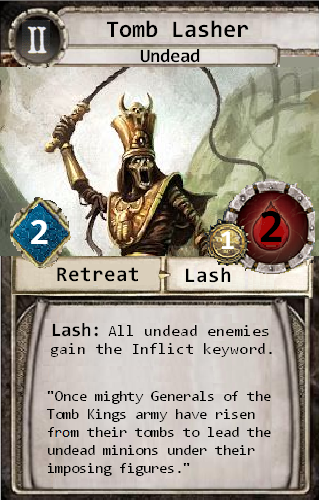 II
Tomb Lasher
Undead
2
1
2
Retreat
Lash
Lash: All undead enemies
gain the Inflict keyword.
"Once mighty Generals of the
Tomb Kings army have risen
from their tombs to lead the
undead minions under their
imposing figures."